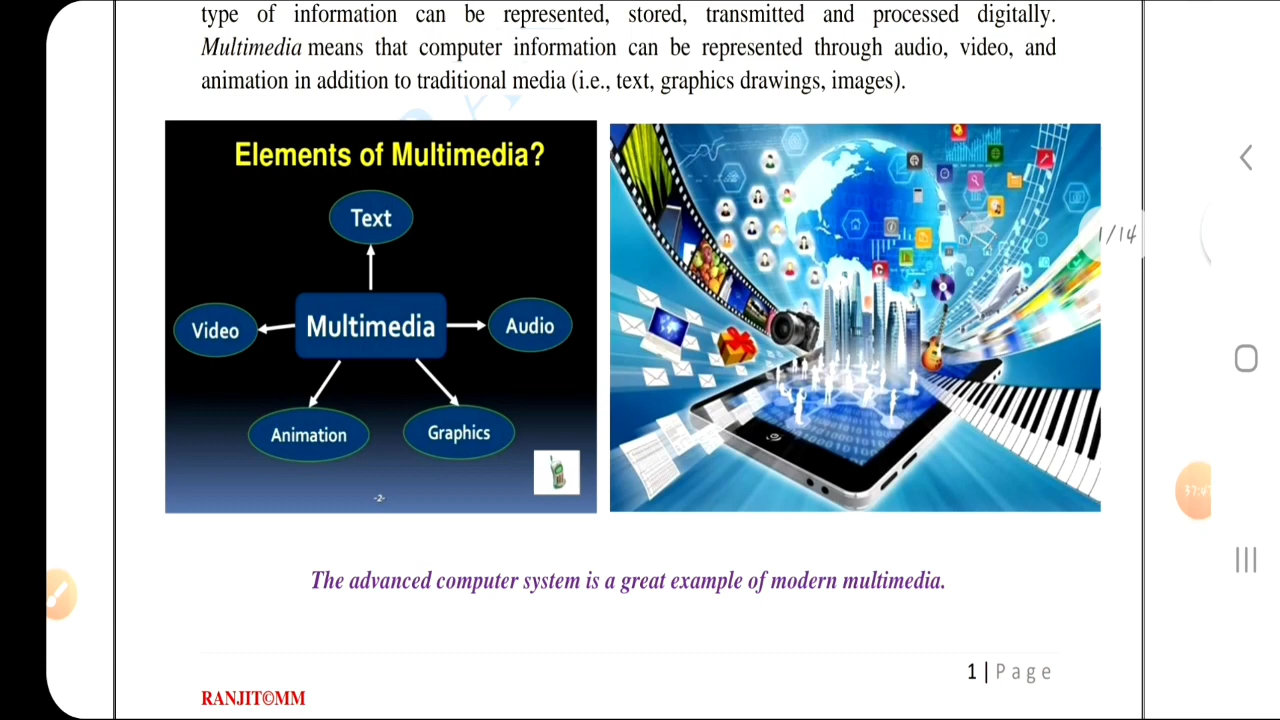 type of information can be represented, stored, transmitted and processed digitally.
Multimedia means that computer information can be represented through audio, video, and
animation in addition to traditional media (i.e., text, graphics drawings, images).
Elements of Multimedia?
Text
Video
Multimedia
Audio
Animation
Graphics
-2-
1/14
The advanced computer system is a great example of modern multimedia.
1 | Page
RANJIT©MM